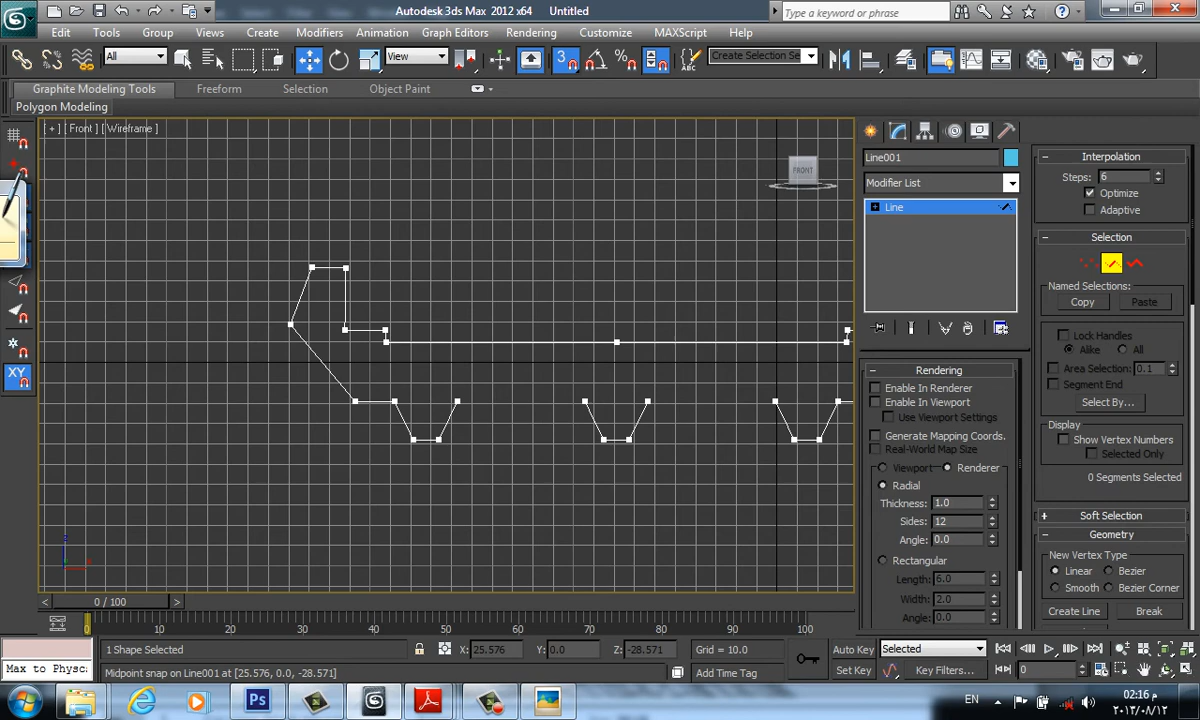 Autodesk 3ds Max 2012 x64 Untitled
Type a keyword or phrase
Edit Tools Group Views Create Modifiers Animation Graph Editors Rendering Customize MAXScript Help
All View 3 Create Selection Se
Graphite Modeling Tools Freeform Selection Object Paint
Polygon Modeling
[ + ] [ Front ] [ Wireframe ]
FRONT
Line001
Modifier List
Line
Interpolation
Steps: 6
Optimize
Adaptive
Selection
Named Selections:
Copy Paste
Lock Handles
Alike All
Area Selection: 0.1
Segment End
Select By...
Display
Show Vertex Numbers
Selected Only
0 Segments Selected
Soft Selection
Geometry
New Vertex Type
Linear Bezier
Smooth Bezier Corner
Create Line Break
Rendering
Enable In Renderer
Enable In Viewport
Use Viewport Settings
Generate Mapping Coords.
Real-World Map Size
Viewport Renderer
Radial
Thickness: 1.0
Sides: 12
Angle: 0.0
Rectangular
Length: 6.0
Width: 2.0
Angle: 0.0
XY
z
x
< 0 / 100 >
0 10 20 30 40 50 60 70 80 90 100
1 Shape Selected X: 25.576 Y: 0.0 Z: -28.571 Grid = 10.0 Auto Key Selected
Max to Physc Midpoint snap on Line001 at [25.576, 0.0, -28.571] Add Time Tag Set Key Key Filters... 0
Ps EN
02:16 م
٢٠١٣/٠٨/١٢